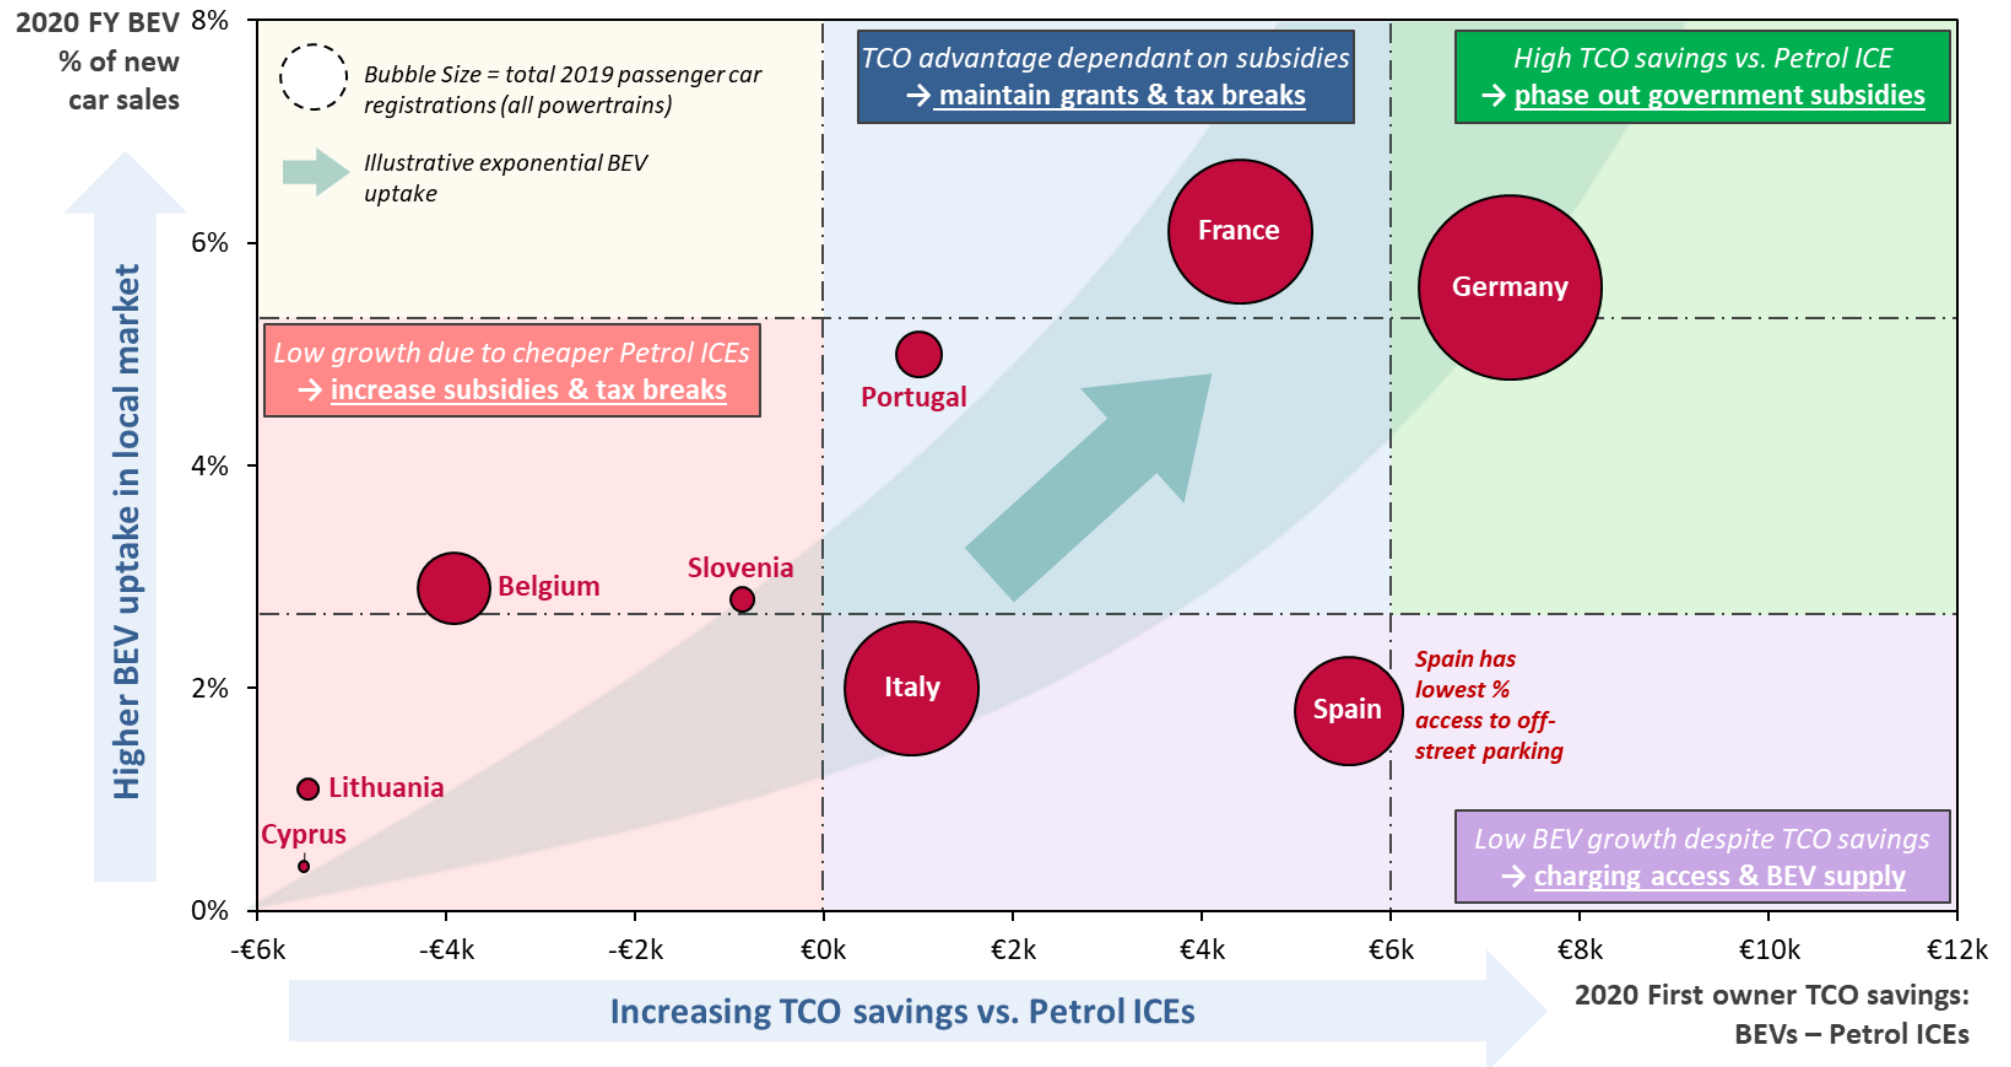 2020 FY BEV
% of new
car sales
8%
6%
4%
2%
0%
Higher BEV uptake in local market
Bubble Size = total 2019 passenger car
registrations (all powertrains)
Illustrative exponential BEV
uptake
TCO advantage dependant on subsidies
→ maintain grants & tax breaks
High TCO savings vs. Petrol ICE
→ phase out government subsidies
France
Germany
Low growth due to cheaper Petrol ICEs
→ increase subsidies & tax breaks
Portugal
Slovenia
Belgium
Italy
Spain
Spain has
lowest %
access to off-
street parking
Lithuania
Cyprus
Low BEV growth despite TCO savings
→ charging access & BEV supply
-€6k
-€4k
-€2k
€0k
€2k
€4k
€6k
€8k
€10k
€12k
Increasing TCO savings vs. Petrol ICEs
2020 First owner TCO savings:
BEVs – Petrol ICEs